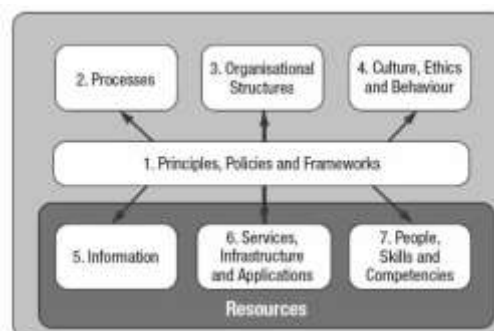 2. Processes
3. Organisational
Structures
4. Culture, Ethics
and Behaviour
1. Principles, Policies and Frameworks
5. Information
6. Services,
Infrastructure
and Applications
7. People,
Skills and
Competencies
Resources